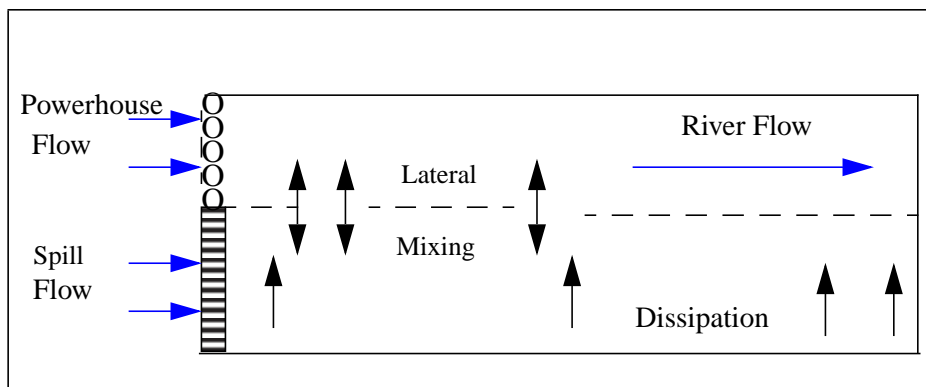 Powerhouse
Flow
River Flow
Lateral
Mixing
Spill
Flow
Dissipation